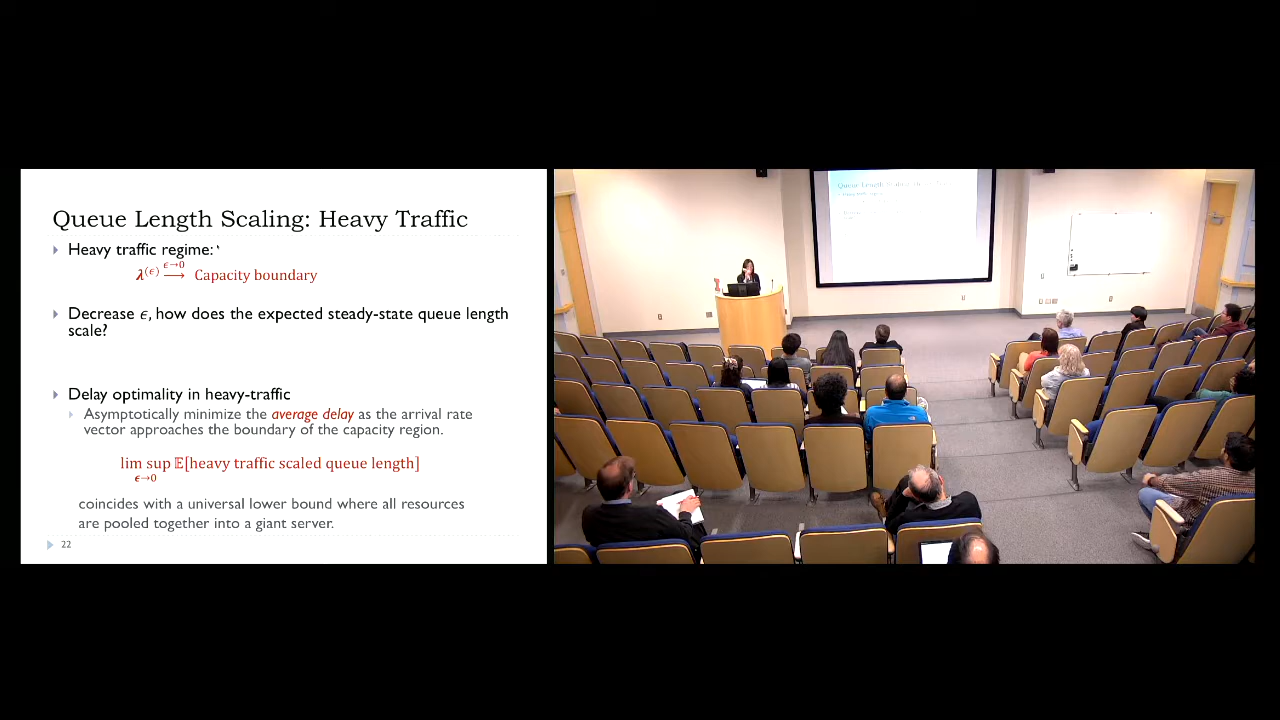 Queue Length Scaling: Heavy Traffic
Heavy traffic regime:
λ^(ϵ) →^(ϵ→0) Capacity boundary
Decrease ϵ, how does the expected steady-state queue length
scale?
Delay optimality in heavy-traffic
Asymptotically minimize the average delay as the arrival rate
vector approaches the boundary of the capacity region.
lim sup 𝔼[heavy traffic scaled queue length]
ϵ→0
coincides with a universal lower bound where all resources
are pooled together into a giant server.
22